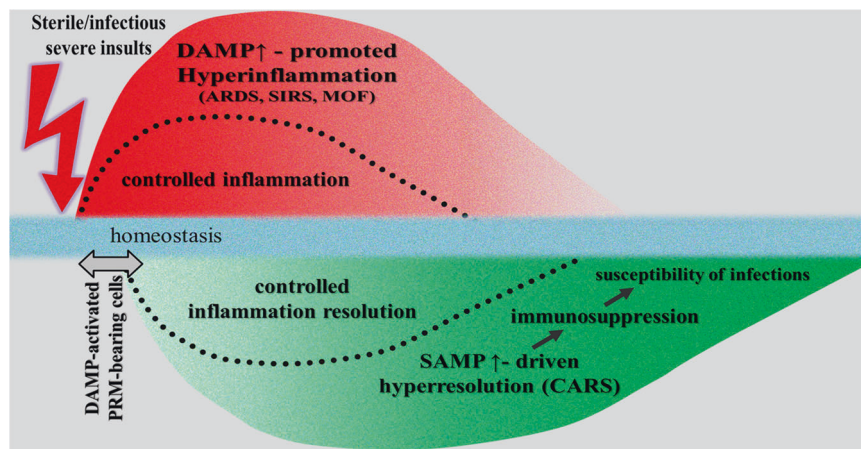 Sterile/infectious
severe insults
DAMP↑ - promoted
Hyperinflammation
(ARDS, SIRS, MOF)
controlled inflammation
homeostasis
DAMP-activated
PRM-bearing cells
controlled
inflammation resolution
susceptibility of infections
immunosuppression
SAMP ↑- driven
hyperresolution (CARS)